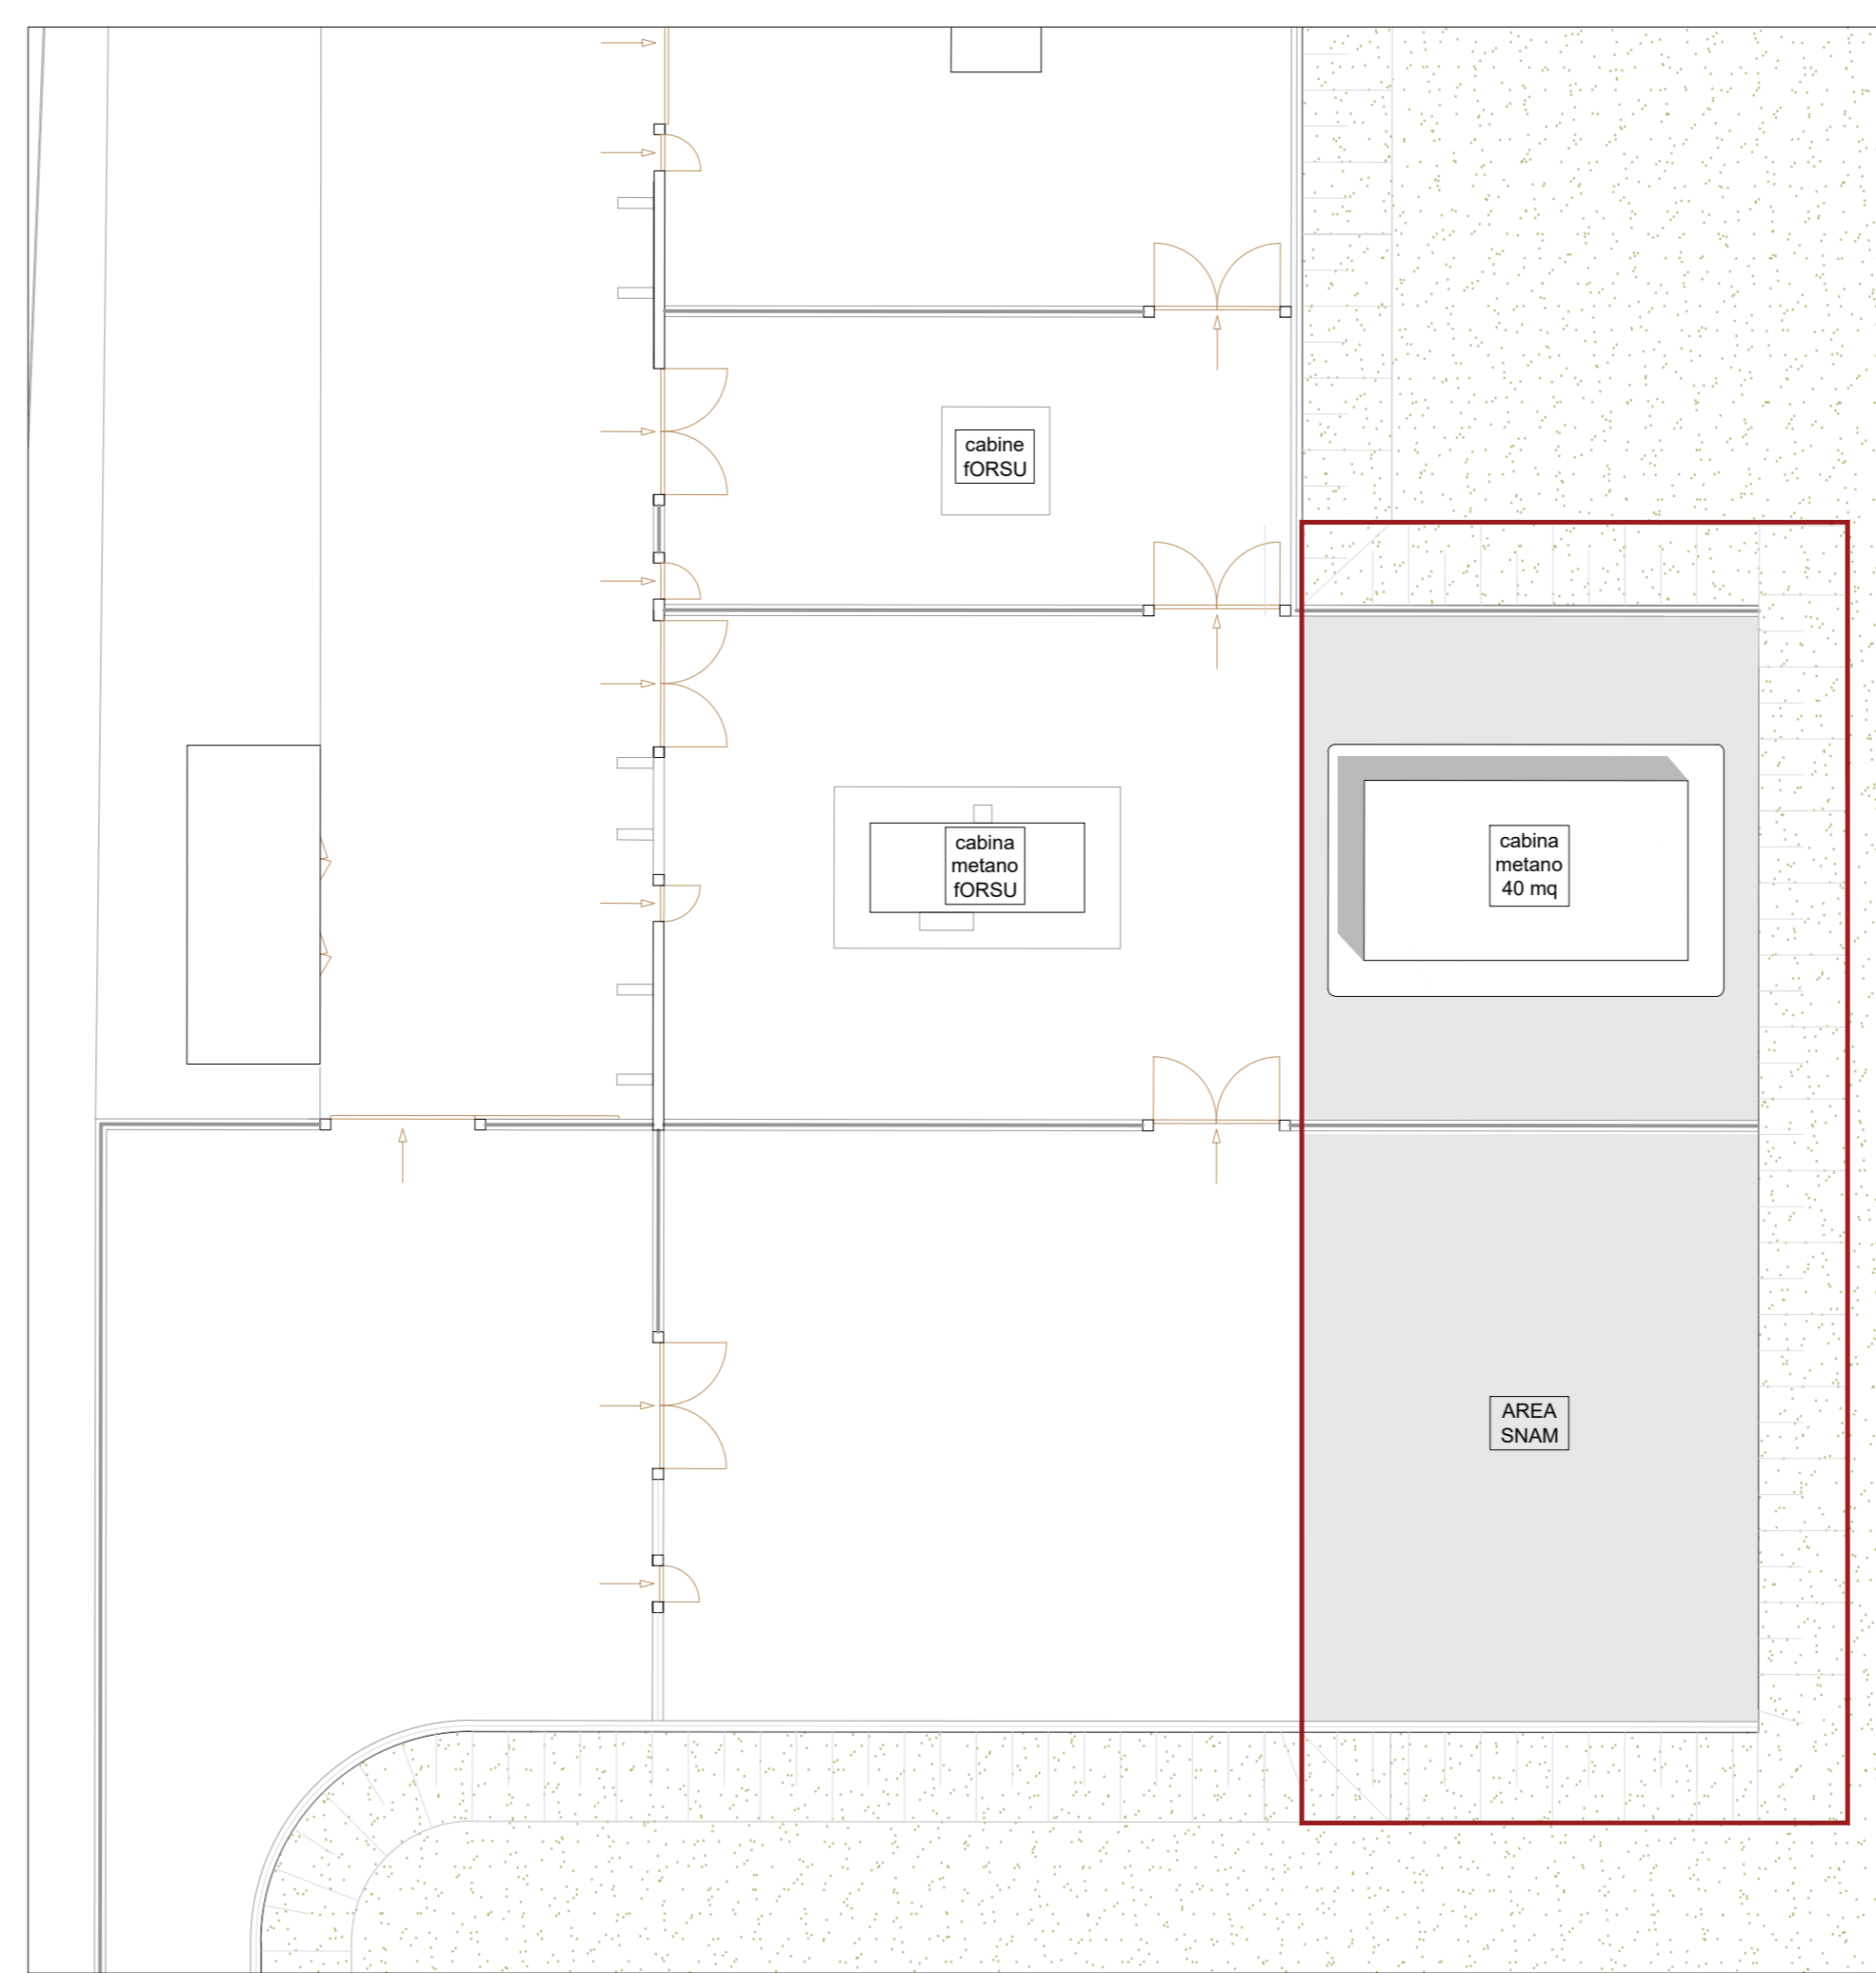 cabine
fORSU
cabina
metano
fORSU
cabina
metano
40 mq
AREA
SNAM